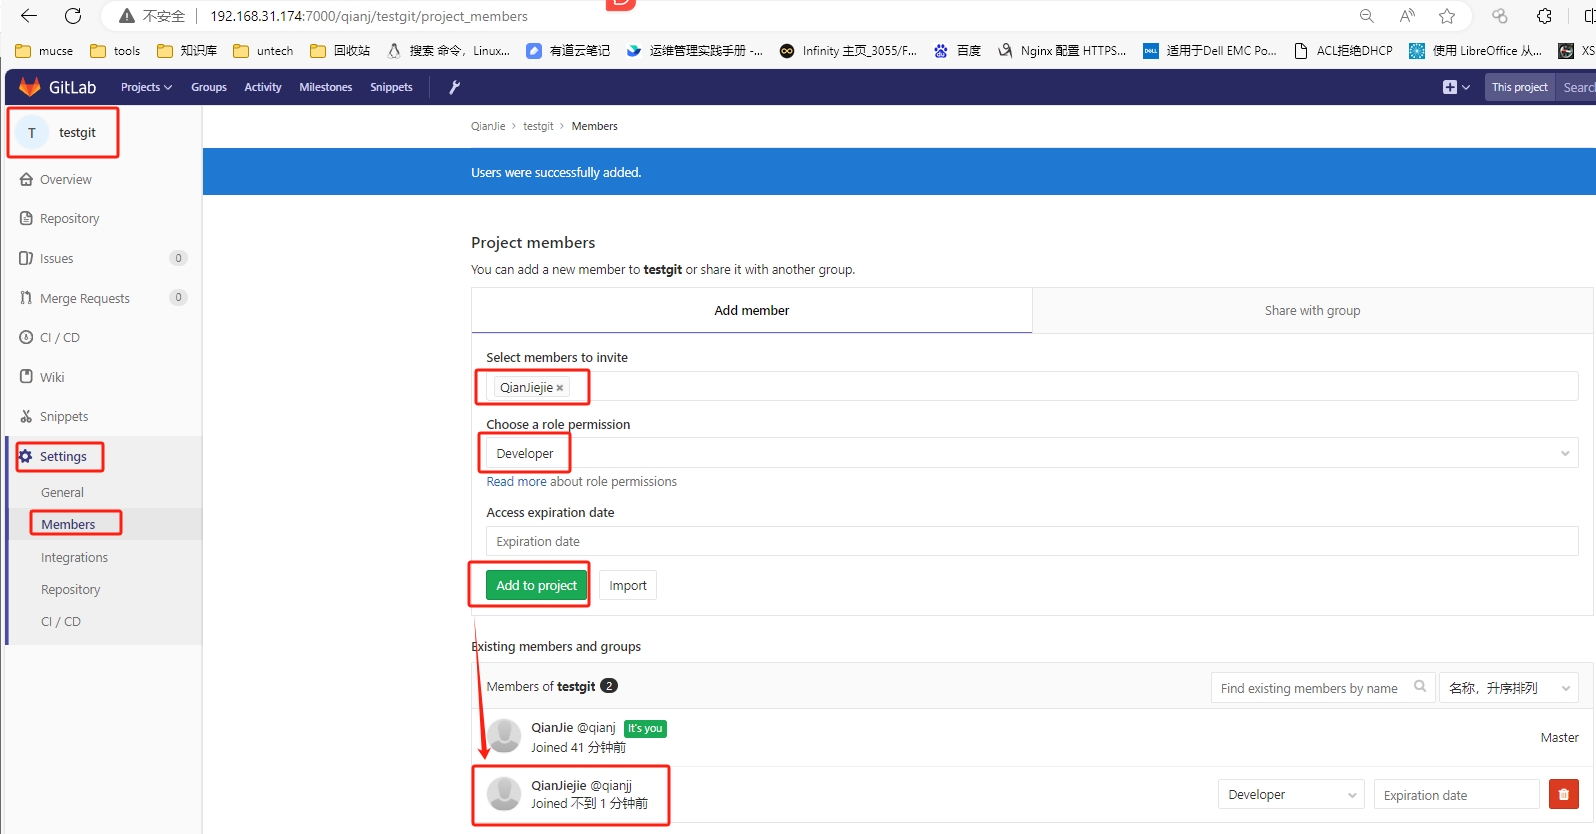 不安全 192.168.31.174:7000/qianj/testgit/project_members
mucse tools 知识库 untech 回收站 搜索 命令，Linux... 有道云笔记 运维管理实践手册 -... Infinity 主页_3055/F... 百度 Nginx 配置 HTTPS... 适用于Dell EMC Po... ACL拒绝DHCP 使用 LibreOffice 从... XS
GitLab Projects Groups Activity Milestones Snippets This project Search
T testgit
QianJie › testgit › Members
Users were successfully added.
Overview
Repository
Issues 0
Merge Requests 0
CI / CD
Wiki
Snippets
Settings
General
Members
Integrations
Repository
CI / CD
Project members
You can add a new member to testgit or share it with another group.
Add member Share with group
Select members to invite
QianJiejie ×
Choose a role permission
Developer
Read more about role permissions
Access expiration date
Expiration date
Add to project Import
Existing members and groups
Members of testgit 2 Find existing members by name 名称，升序排列
QianJie @qianj It's you
Joined 41 分钟前 Master
QianJiejie @qianjj
Joined 不到 1 分钟前 Developer Expiration date